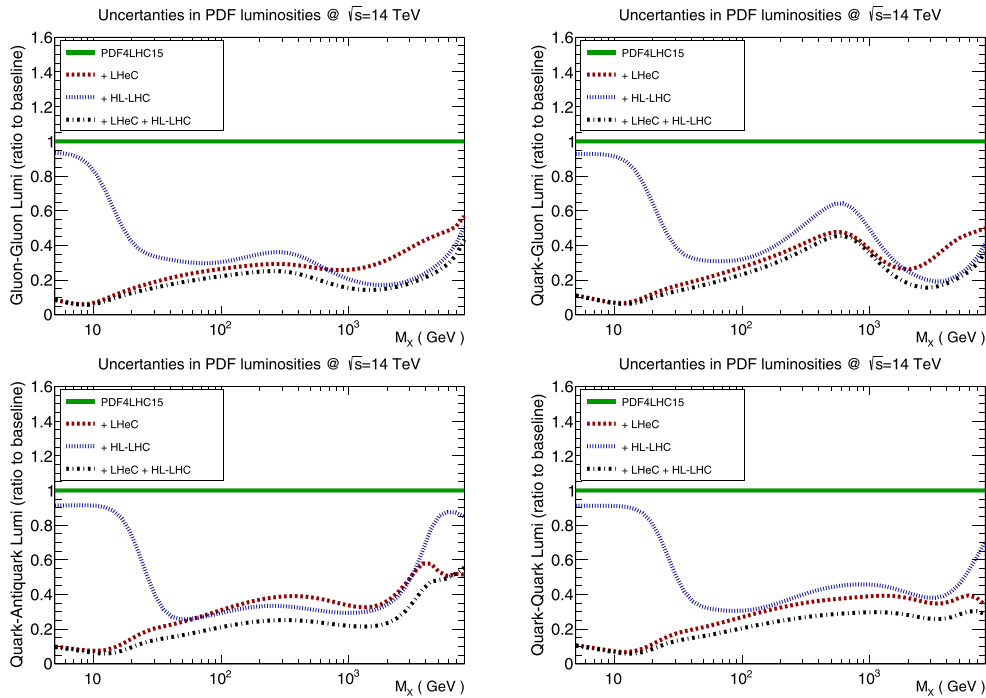 Uncertanties in PDF luminosities @ √s=14 TeV
Gluon-Gluon Lumi (ratio to baseline)
1.6
1.4
1.2
1
0.8
0.6
0.4
0.2
0
PDF4LHC15
+ LHeC
+ HL-LHC
+ LHeC + HL-LHC
10
10²
10³
M_X ( GeV )
Uncertanties in PDF luminosities @ √s=14 TeV
Quark-Gluon Lumi (ratio to baseline)
1.6
1.4
1.2
1
0.8
0.6
0.4
0.2
0
PDF4LHC15
+ LHeC
+ HL-LHC
+ LHeC + HL-LHC
10
10²
10³
M_X ( GeV )
Uncertanties in PDF luminosities @ √s=14 TeV
Quark-Antiquark Lumi (ratio to baseline)
1.6
1.4
1.2
1
0.8
0.6
0.4
0.2
0
PDF4LHC15
+ LHeC
+ HL-LHC
+ LHeC + HL-LHC
10
10²
10³
M_X ( GeV )
Uncertanties in PDF luminosities @ √s=14 TeV
Quark-Quark Lumi (ratio to baseline)
1.6
1.4
1.2
1
0.8
0.6
0.4
0.2
0
PDF4LHC15
+ LHeC
+ HL-LHC
+ LHeC + HL-LHC
10
10²
10³
M_X ( GeV )